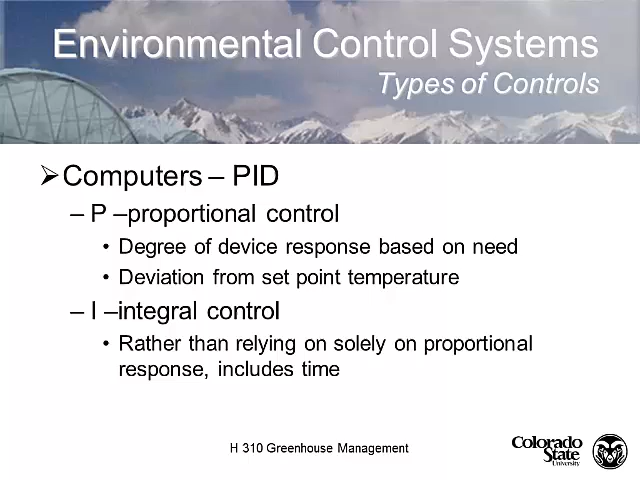 Environmental Control Systems
Types of Controls
➢Computers – PID
– P –proportional control
• Degree of device response based on need
• Deviation from set point temperature
– I –integral control
• Rather than relying on solely on proportional
response, includes time
H 310 Greenhouse Management
Colorado
State
University